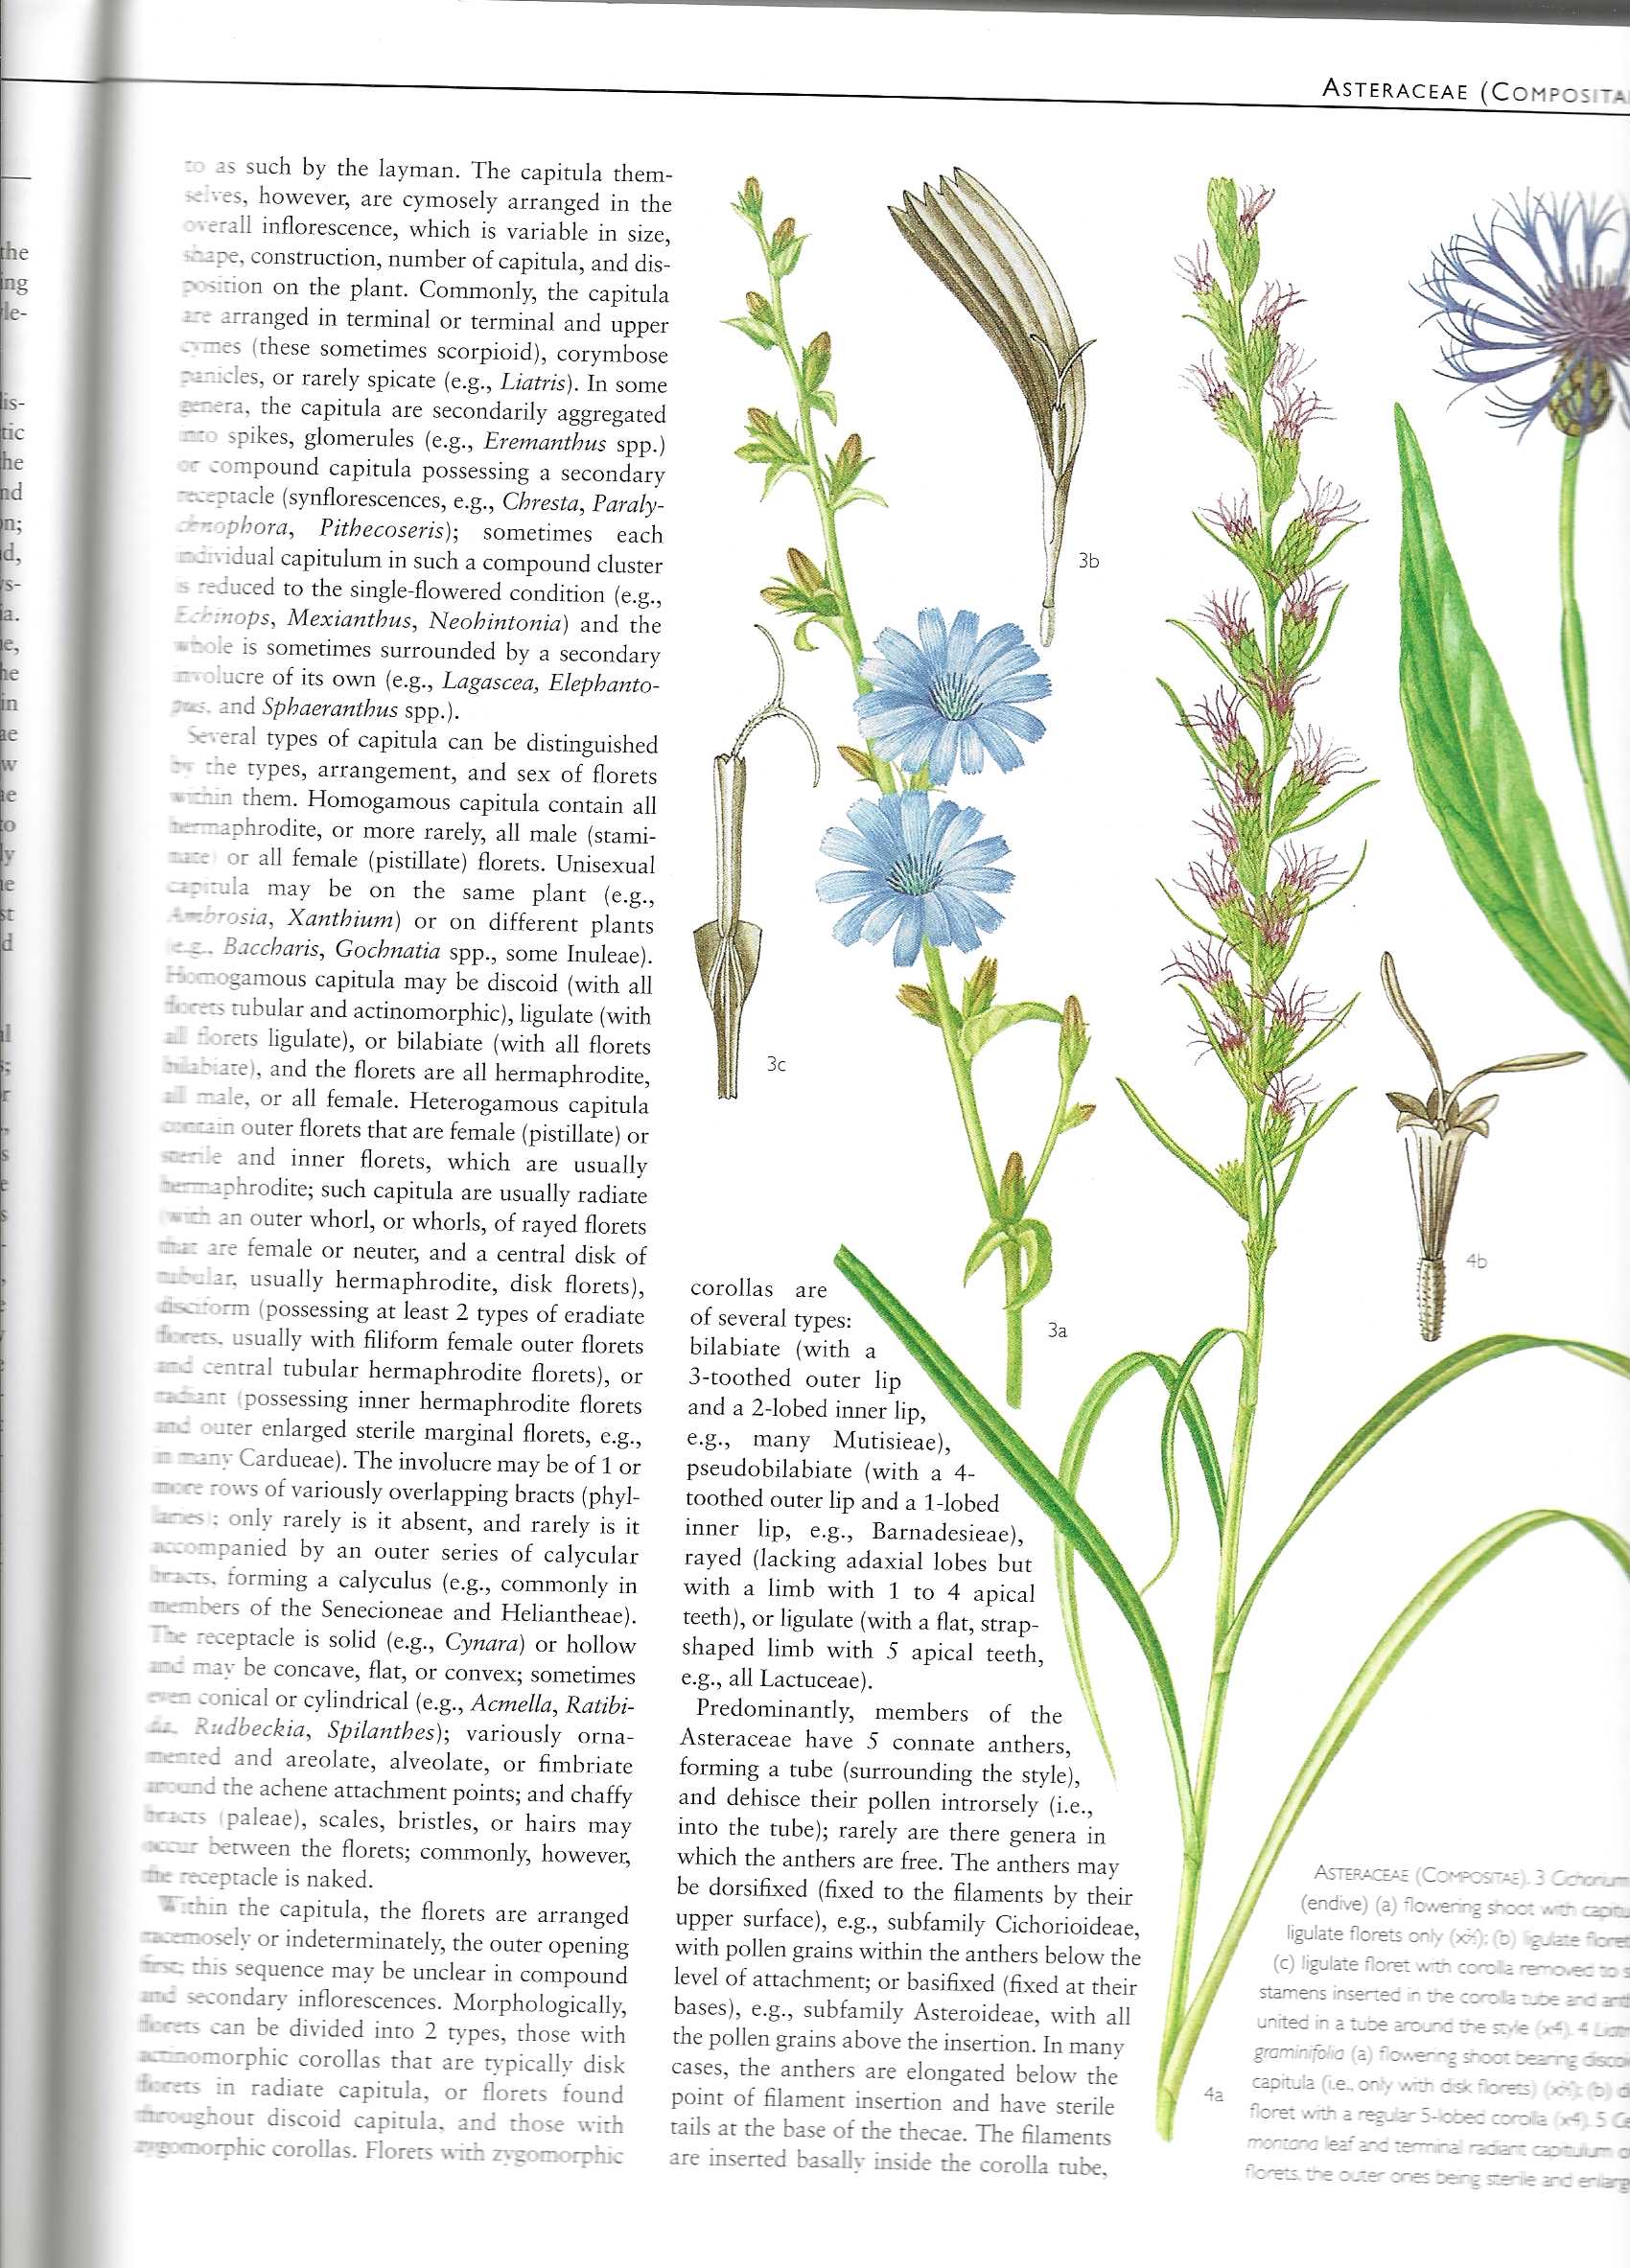 ASTERACEAE (COMPOSITA
the
ing
le-
is-
tic
he
nd
n;
d,
s-
ia.
e,
he
in
ae
w
ae
to
ly
e
st
d
to as such by the layman. The capitula them-
selves, however, are cymosely arranged in the
overall inflorescence, which is variable in size,
shape, construction, number of capitula, and dis-
position on the plant. Commonly, the capitula
are arranged in terminal or terminal and upper
cymes (these sometimes scorpioid), corymbose
panicles, or rarely spicate (e.g., Liatris). In some
genera, the capitula are secondarily aggregated
into spikes, glomerules (e.g., Eremanthus spp.)
or compound capitula possessing a secondary
receptacle (synflorescences, e.g., Chresta, Paraly-
chnophora, Pithecoseris); sometimes each
individual capitulum in such a compound cluster
is reduced to the single-flowered condition (e.g.,
Echinops, Mexianthus, Neohintonia) and the
whole is sometimes surrounded by a secondary
involucre of its own (e.g., Lagascea, Elephanto-
pus, and Sphaeranthus spp.).
Several types of capitula can be distinguished
by the types, arrangement, and sex of florets
within them. Homogamous capitula contain all
hermaphrodite, or more rarely, all male (stami-
nate) or all female (pistillate) florets. Unisexual
capitula may be on the same plant (e.g.,
Ambrosia, Xanthium) or on different plants
(e.g., Baccharis, Gochnatia spp., some Inuleae).
Homogamous capitula may be discoid (with all
florets tubular and actinomorphic), ligulate (with
all florets ligulate), or bilabiate (with all florets
bilabiate), and the florets are all hermaphrodite,
all male, or all female. Heterogamous capitula
contain outer florets that are female (pistillate) or
sterile and inner florets, which are usually
hermaphrodite; such capitula are usually radiate
(with an outer whorl, or whorls, of rayed florets
that are female or neuter, and a central disk of
tubular, usually hermaphrodite, disk florets),
disciform (possessing at least 2 types of eradiate
florets, usually with filiform female outer florets
and central tubular hermaphrodite florets), or
radiant (possessing inner hermaphrodite florets
and outer enlarged sterile marginal florets, e.g.,
in many Cardueae). The involucre may be of 1 or
more rows of variously overlapping bracts (phyl-
laries); only rarely is it absent, and rarely is it
accompanied by an outer series of calycular
bracts, forming a calyculus (e.g., commonly in
members of the Senecioneae and Heliantheae).
The receptacle is solid (e.g., Cynara) or hollow
and may be concave, flat, or convex; sometimes
even conical or cylindrical (e.g., Acmella, Ratibi-
da, Rudbeckia, Spilanthes); variously orna-
mented and areolate, alveolate, or fimbriate
around the achene attachment points; and chaffy
bracts (paleae), scales, bristles, or hairs may
occur between the florets; commonly, however,
the receptacle is naked.
Within the capitula, the florets are arranged
racemosely or indeterminately, the outer opening
first; this sequence may be unclear in compound
and secondary inflorescences. Morphologically,
florets can be divided into 2 types, those with
actinomorphic corollas that are typically disk
florets in radiate capitula, or florets found
throughout discoid capitula, and those with
zygomorphic corollas. Florets with zygomorphic
corollas are
of several types:
bilabiate (with a
3-toothed outer lip
and a 2-lobed inner lip,
e.g., many Mutisieae),
pseudobilabiate (with a 4-
toothed outer lip and a 1-lobed
inner lip, e.g., Barnadesieae),
rayed (lacking adaxial lobes but
with a limb with 1 to 4 apical
teeth), or ligulate (with a flat, strap-
shaped limb with 5 apical teeth,
e.g., all Lactuceae).
Predominantly, members of the
Asteraceae have 5 connate anthers,
forming a tube (surrounding the style),
and dehisce their pollen introrsely (i.e.,
into the tube); rarely are there genera in
which the anthers are free. The anthers may
be dorsifixed (fixed to the filaments by their
upper surface), e.g., subfamily Cichorioideae,
with pollen grains within the anthers below the
level of attachment; or basifixed (fixed at their
bases), e.g., subfamily Asteroideae, with all
the pollen grains above the insertion. In many
cases, the anthers are elongated below the
point of filament insertion and have sterile
tails at the base of the thecae. The filaments
are inserted basally inside the corolla tube,
3b
3c
3a
4b
4a
ASTERACEAE (COMPOSITAE). 3 Cichorium
(endive) (a) flowering shoot with capitu
ligulate florets only (x⅔); (b) ligulate floret
(c) ligulate floret with corolla removed to s
stamens inserted in the corolla tube and anth
united in a tube around the style (x4). 4 Liatr
graminifolia (a) flowering shoot bearing discoi
capitula (i.e., only with disk florets) (x⅔); (b) d
floret with a regular 5-lobed corolla (x4). 5 Ce
montana leaf and terminal radiant capitulum o
florets, the outer ones being sterile and enlarg